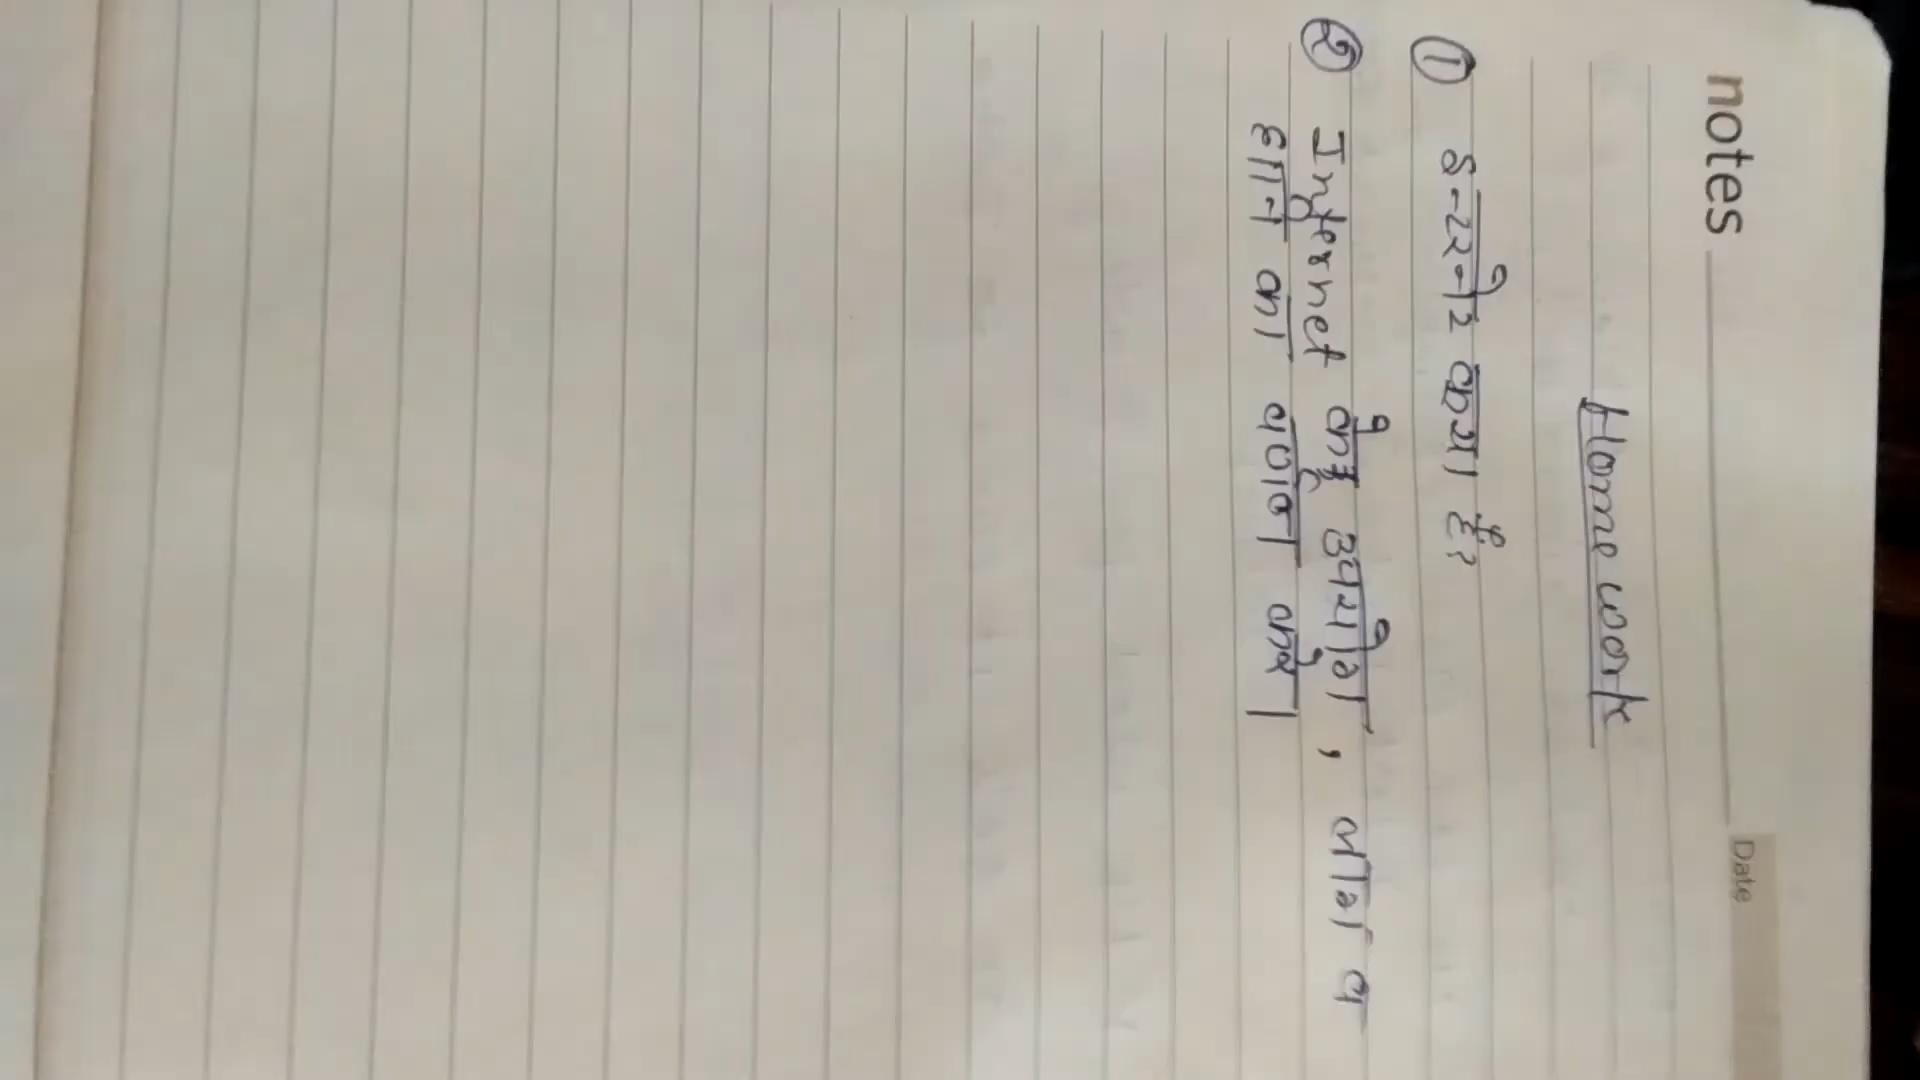 notes
Date
Home work
① इन्टरनेट क्या है?
② Internet के उपयोग, लाभ व
हानि का वर्णन करें।